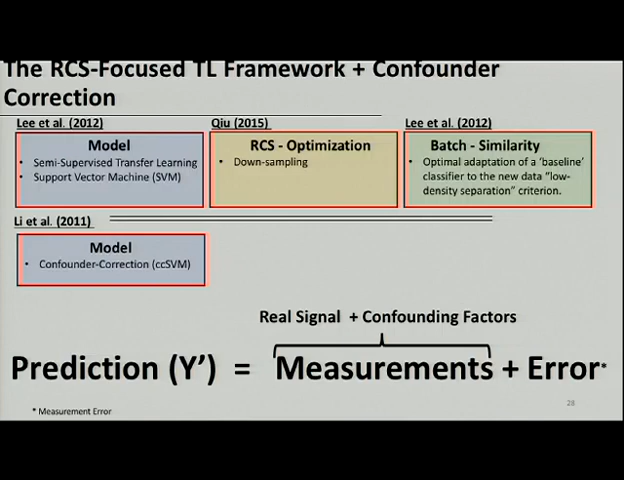 The RCS-Focused TL Framework + Confounder
Correction
Lee et al. (2012)
Qiu (2015)
Lee et al. (2012)
Model
• Semi-Supervised Transfer Learning
• Support Vector Machine (SVM)
RCS - Optimization
• Down-sampling
Batch - Similarity
• Optimal adaptation of a ‘baseline’
classifier to the new data “low-
density separation” criterion.
Li et al. (2011)
Model
• Confounder-Correction (ccSVM)
Real Signal + Confounding Factors
Prediction (Y’) = Measurements + Error*
28
* Measurement Error